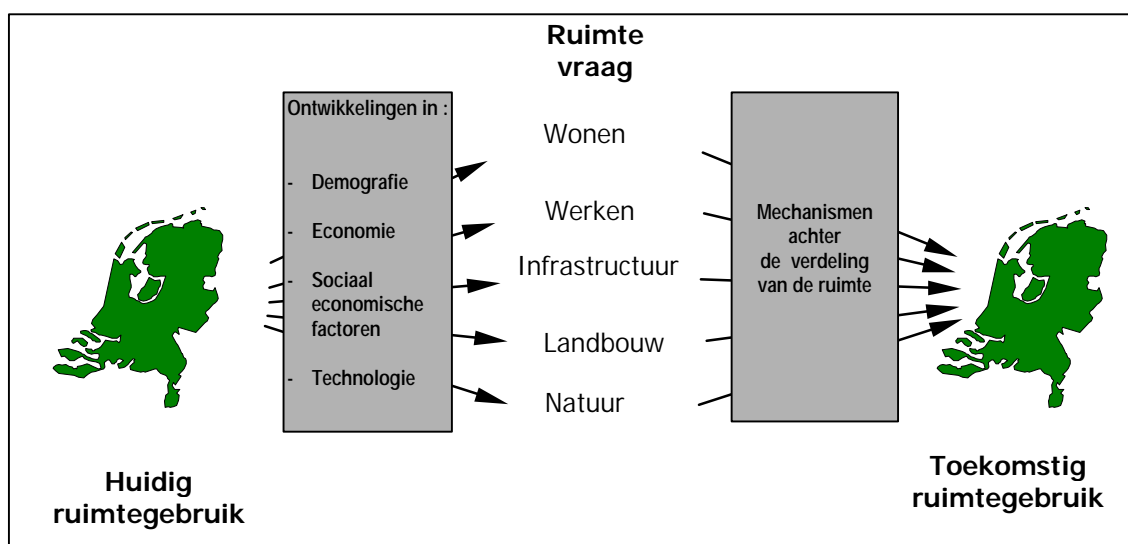 Ruimte
vraag
Ontwikkelingen in :
- Demografie
- Economie
- Sociaal
economische
factoren
- Technologie
Wonen
Werken
Infrastructuur
Landbouw
Natuur
Mechanismen
achter
de verdeling
van de ruimte
Huidig
ruimtegebruik
Toekomstig
ruimtegebruik